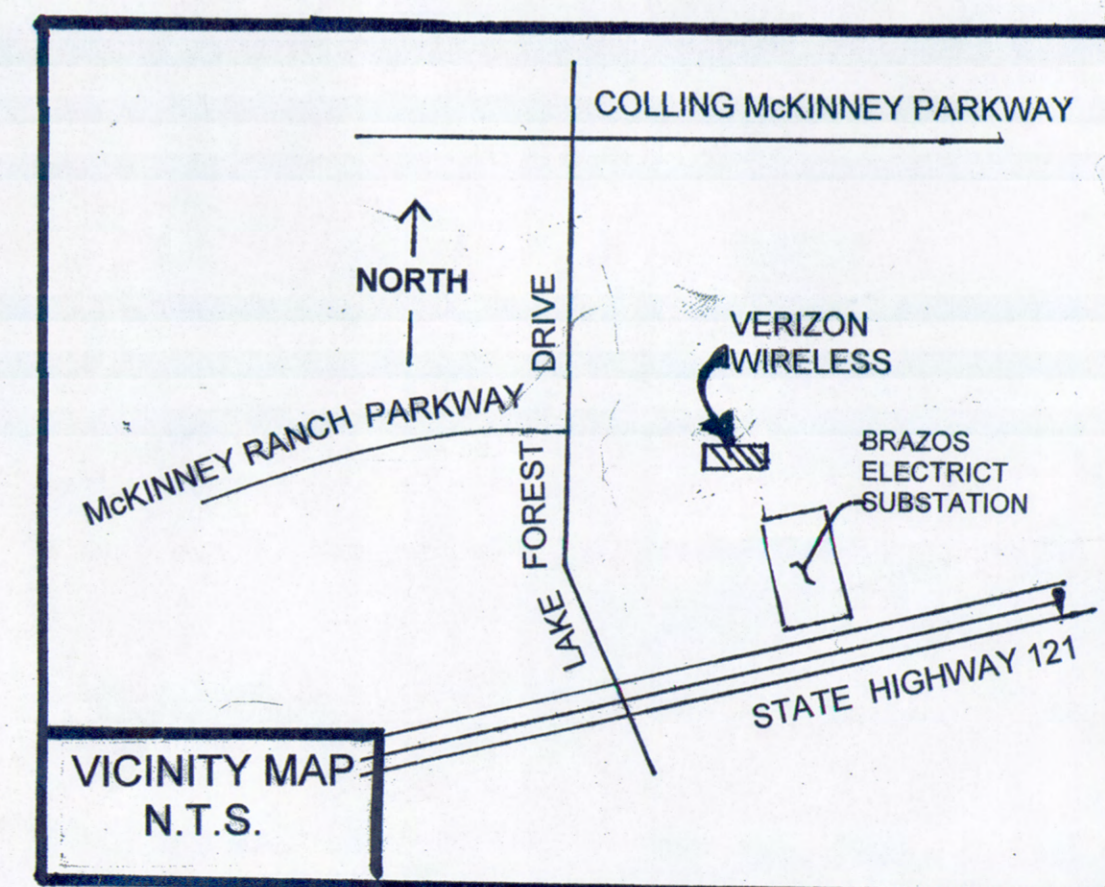 COLLING McKINNEY PARKWAY
NORTH
LAKE FOREST DRIVE
McKINNEY RANCH PARKWAY
VERIZON
WIRELESS
BRAZOS
ELECTRICT
SUBSTATION
STATE HIGHWAY 121
VICINITY MAP
N.T.S.